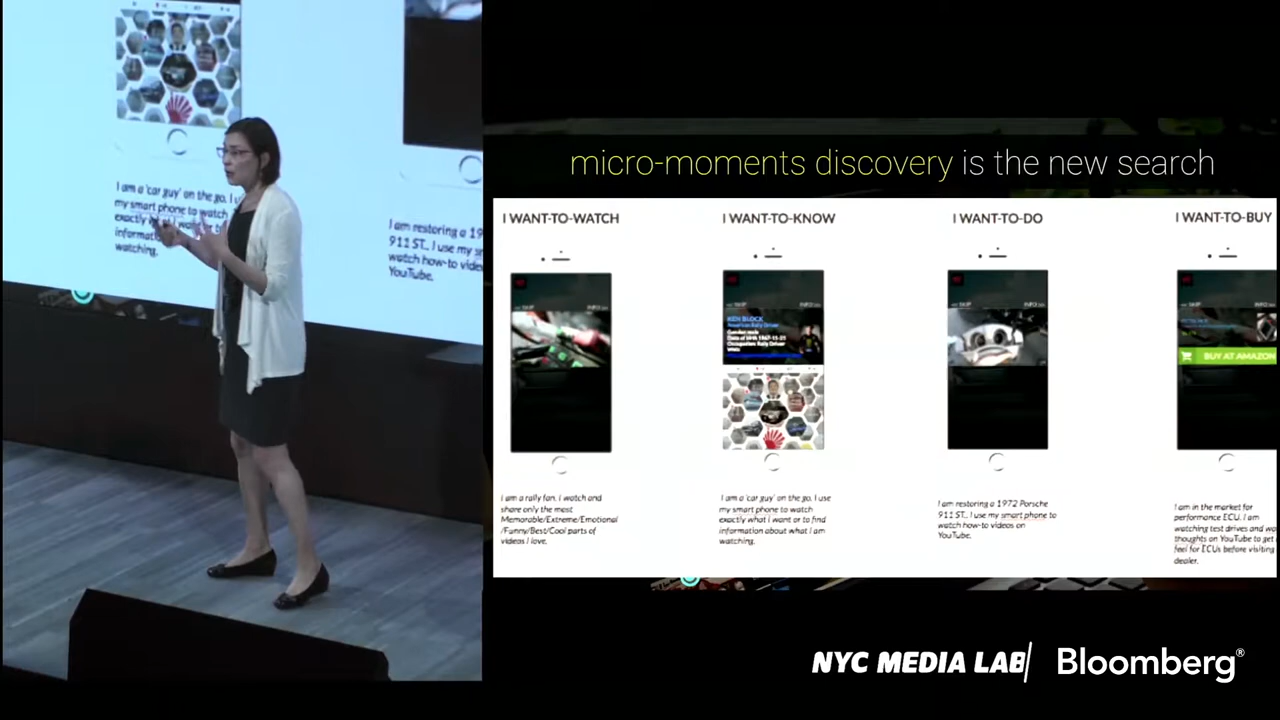 I am a 'car guy' on the go. I u
my smart phone to watch
exactly
informati
watching.
I am restoring a 19
911 ST.. I use my s
watch how-to vide
YouTube.
micro-moments discovery is the new search
I WANT-TO-WATCH
I WANT-TO-KNOW
I WANT-TO-DO
I WANT-TO-BUY
KEN BLOCK
American Rally Driver
BUY AT AMAZON
I am a rally fan. I watch and
share only the most
Memorable/Extreme/Emotional
/Funny/Best/Cool parts of
videos I love.
I am a 'car guy' on the go. I use
my smart phone to watch
exactly what i want or to find
information about what I am
watching.
I am restoring a 1972 Porsche
911 ST.. I use my smart phone to
watch how-to videos on
YouTube.
I am in the market for
performance ECU. I am
watching test drives and wa
thoughts on YouTube to get
feel for ECUs before visiting
dealer.
NYC MEDIA LAB
Bloomberg®